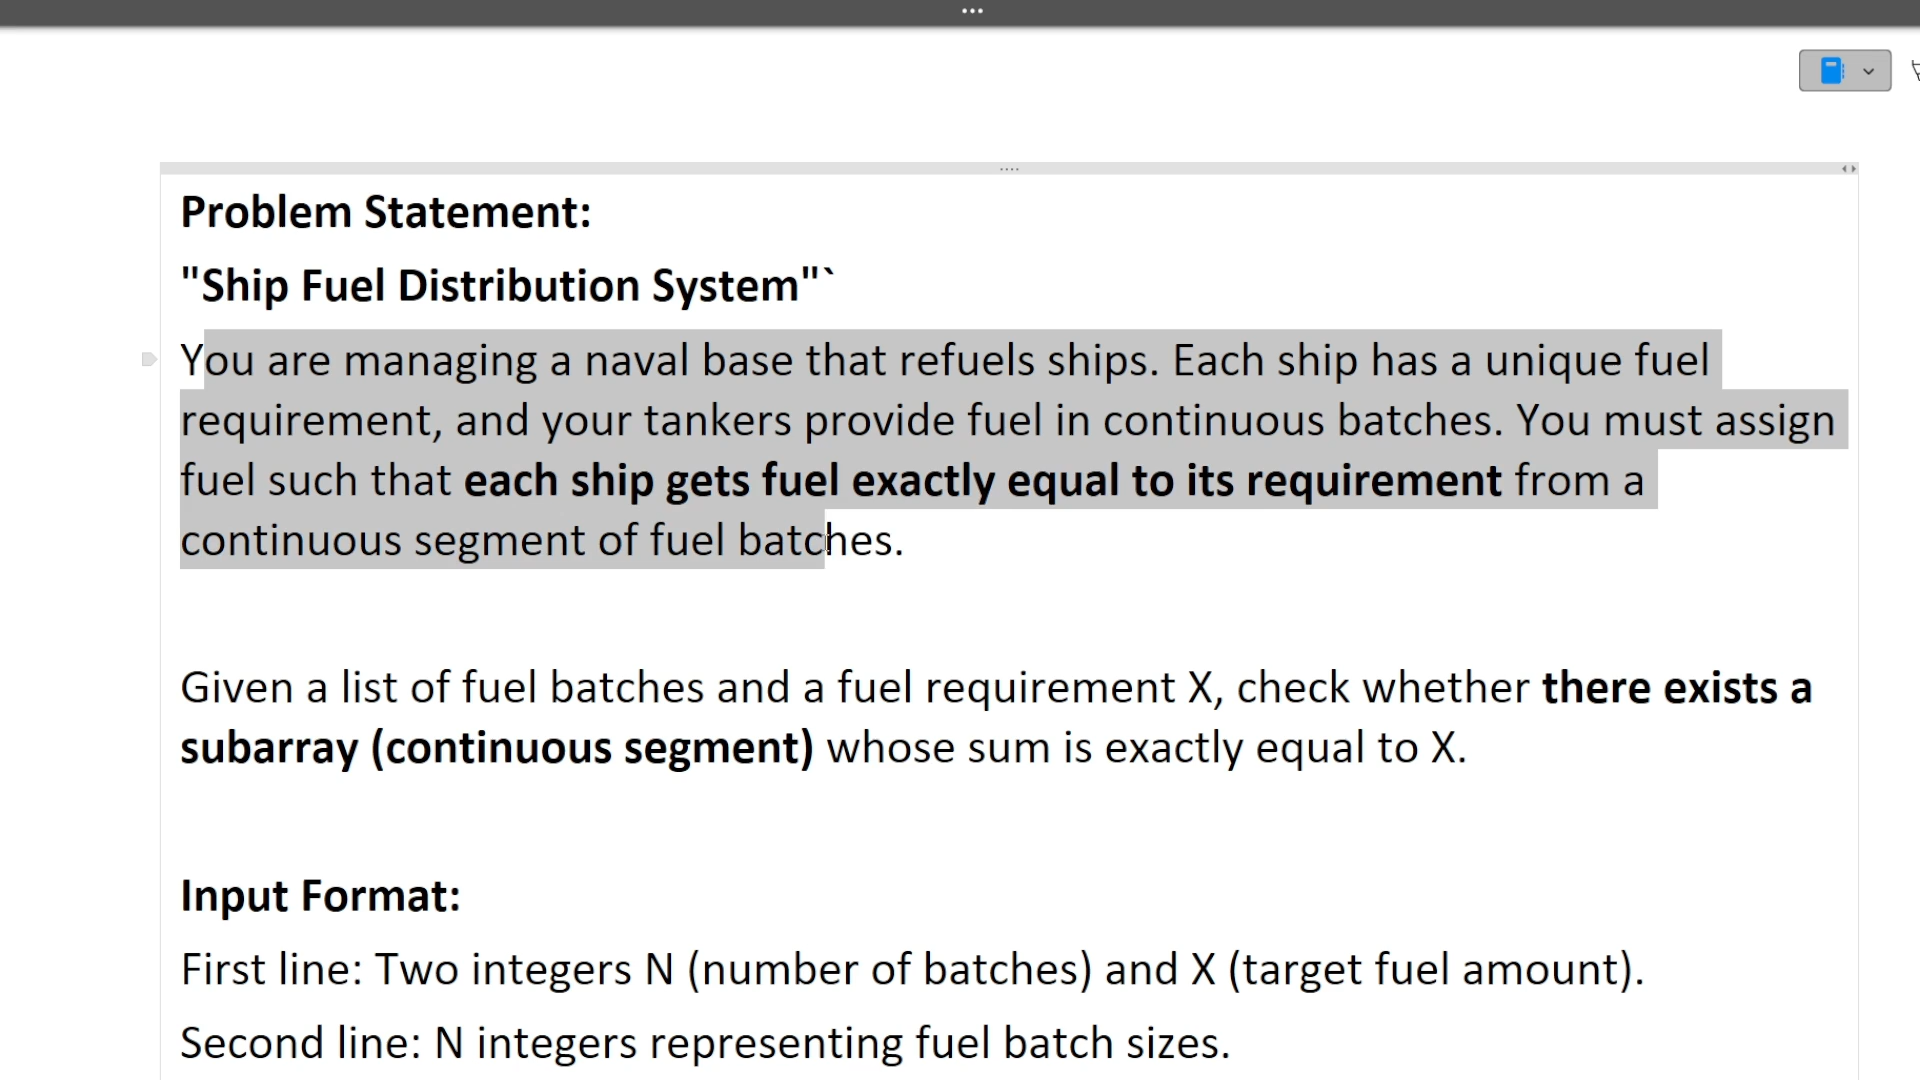 Problem Statement:
"Ship Fuel Distribution System"`
You are managing a naval base that refuels ships. Each ship has a unique fuel
requirement, and your tankers provide fuel in continuous batches. You must assign
fuel such that each ship gets fuel exactly equal to its requirement from a
continuous segment of fuel batches.
Given a list of fuel batches and a fuel requirement X, check whether there exists a
subarray (continuous segment) whose sum is exactly equal to X.
Input Format:
First line: Two integers N (number of batches) and X (target fuel amount).
Second line: N integers representing fuel batch sizes.